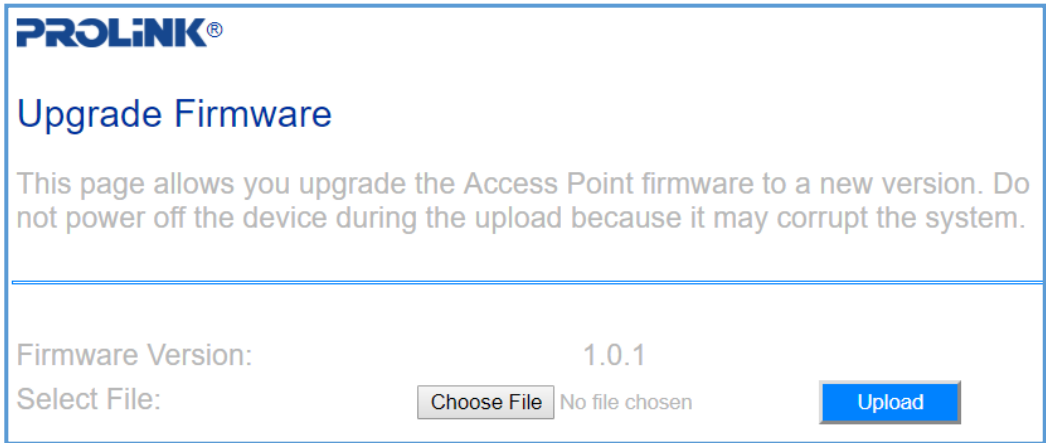 PROLiNK®
Upgrade Firmware
This page allows you upgrade the Access Point firmware to a new version. Do
not power off the device during the upload because it may corrupt the system.
Firmware Version: 1.0.1
Select File: Choose File No file chosen Upload